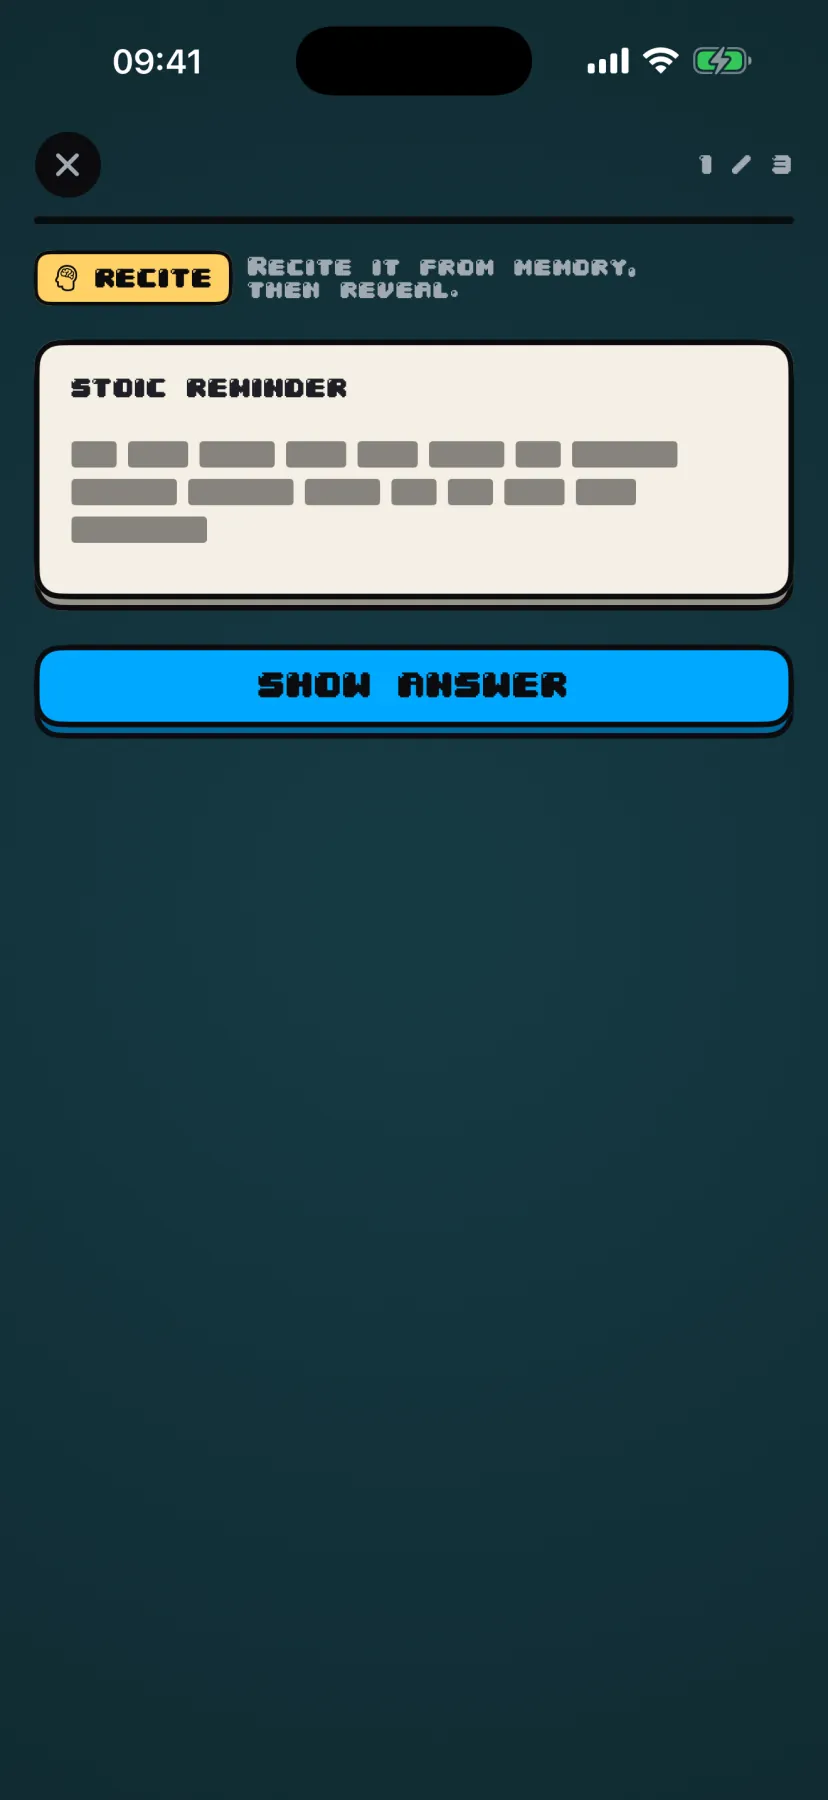 09:41
1 / 3
RECITE
RECITE IT FROM MEMORY,
THEN REVEAL.
STOIC REMINDER
SHOW ANSWER